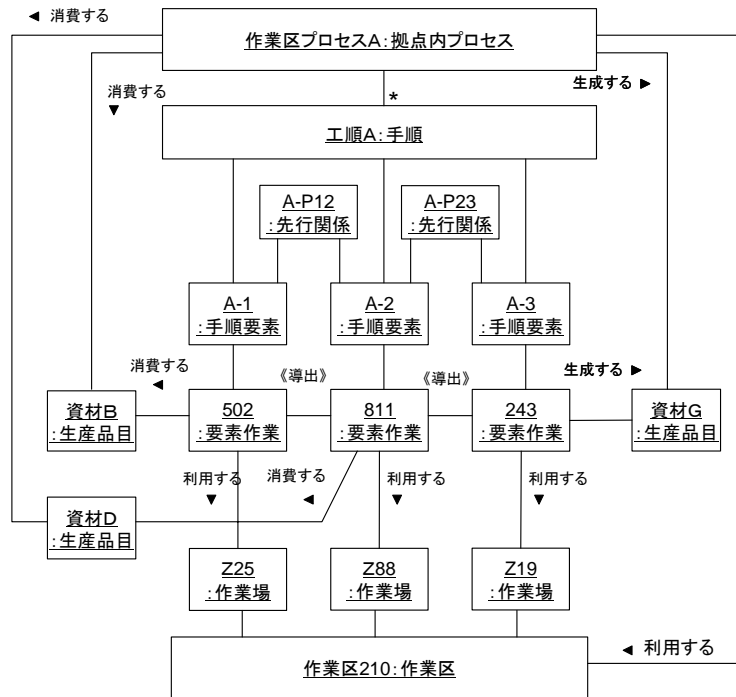 ◀ 消費する
作業区プロセスA:拠点内プロセス
消費する
▼
生成する ▶
*
工順A:手順
A-P12
:先行関係
A-P23
:先行関係
A-1
:手順要素
A-2
:手順要素
A-3
:手順要素
消費する
◀
《導出》
《導出》
生成する ▶
資材B
:生産品目
502
:要素作業
811
:要素作業
243
:要素作業
資材G
:生産品目
利用する
▼
消費する
◀
利用する
▼
利用する
▼
資材D
:生産品目
Z25
:作業場
Z88
:作業場
Z19
:作業場
◀ 利用する
作業区210:作業区